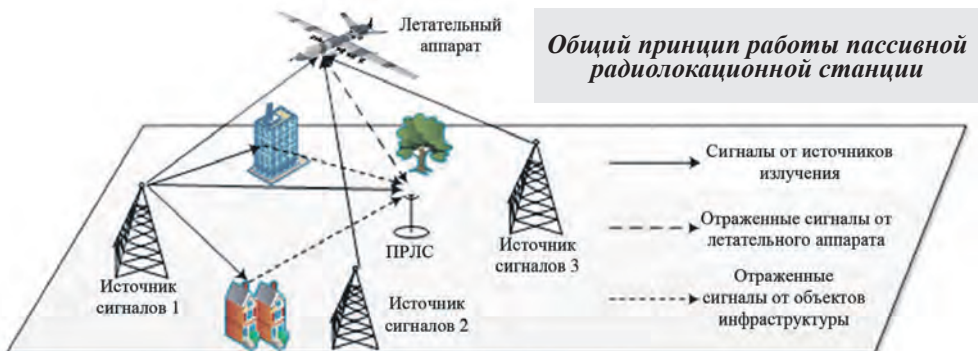 Летательный
аппарат
Общий принцип работы пассивной
радиолокационной станции
Сигналы от источников
излучения
Отраженные сигналы от
летательного аппарата
Отраженные
сигналы от объектов
инфраструктуры
ПРЛС
Источник
сигналов 3
Источник
сигналов 1
Источник
сигналов 2